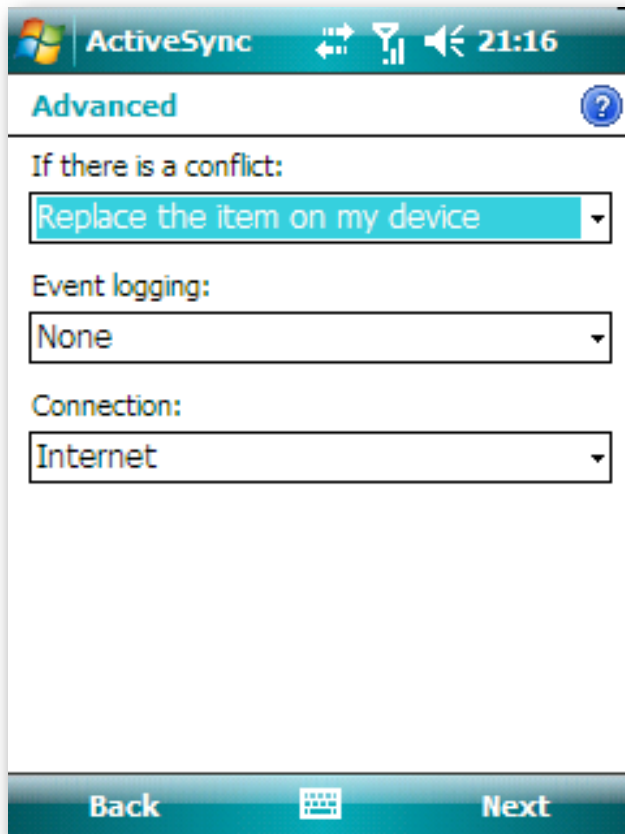 ActiveSync 21:16
Advanced ?
If there is a conflict:
Replace the item on my device
Event logging:
None
Connection:
Internet
Back Next